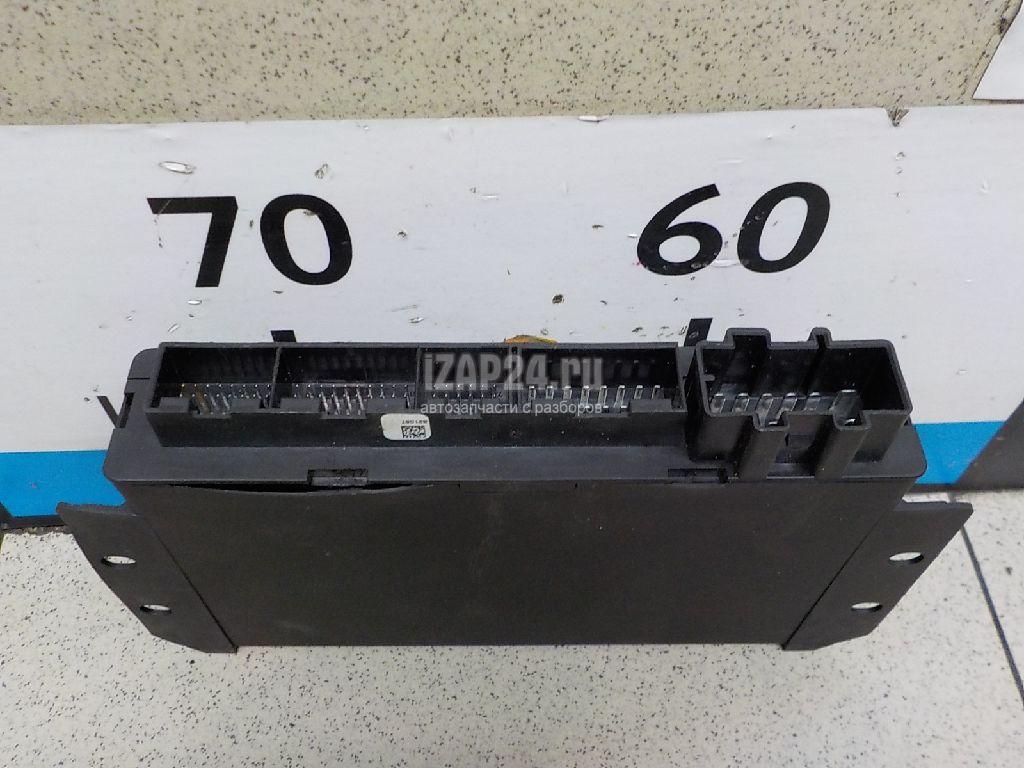 70 60
iZAP24.ru
автозапчасти с разборов